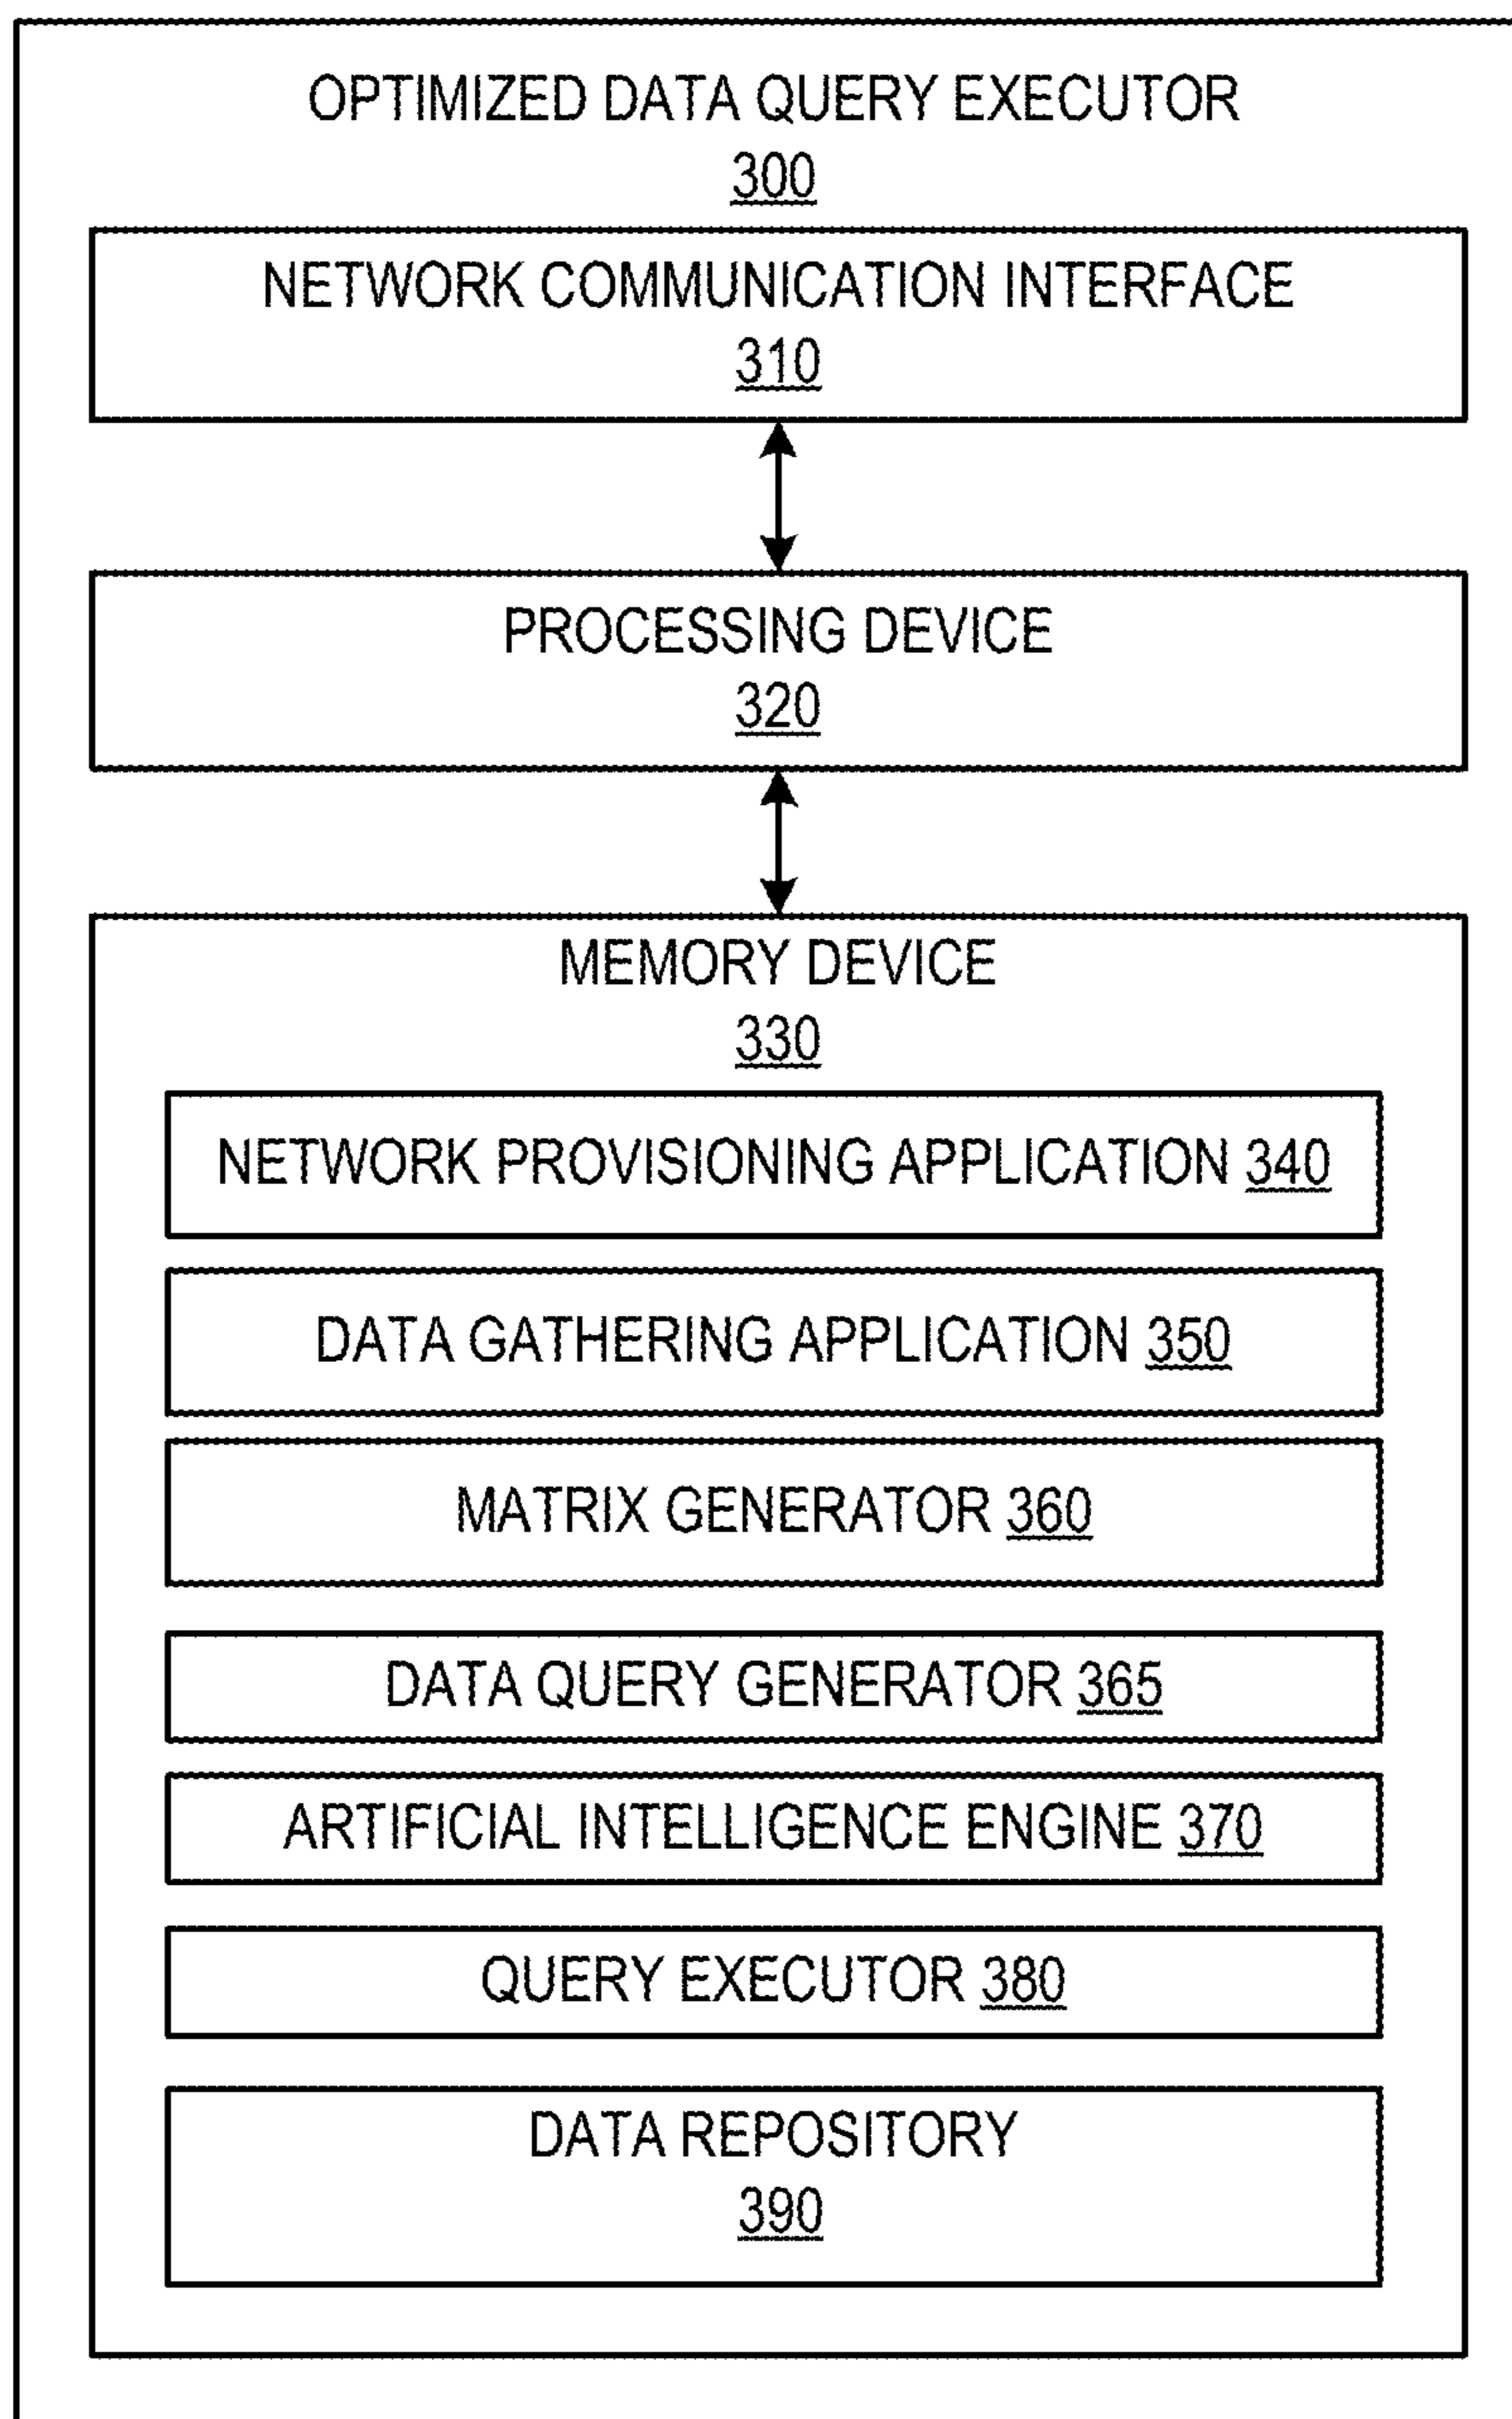 OPTIMIZED DATA QUERY EXECUTOR
300
NETWORK COMMUNICATION INTERFACE
310
PROCESSING DEVICE
320
MEMORY DEVICE
330
NETWORK PROVISIONING APPLICATION 340
DATA GATHERING APPLICATION 350
MATRIX GENERATOR 360
DATA QUERY GENERATOR 365
ARTIFICIAL INTELLIGENCE ENGINE 370
QUERY EXECUTOR 380
DATA REPOSITORY
390